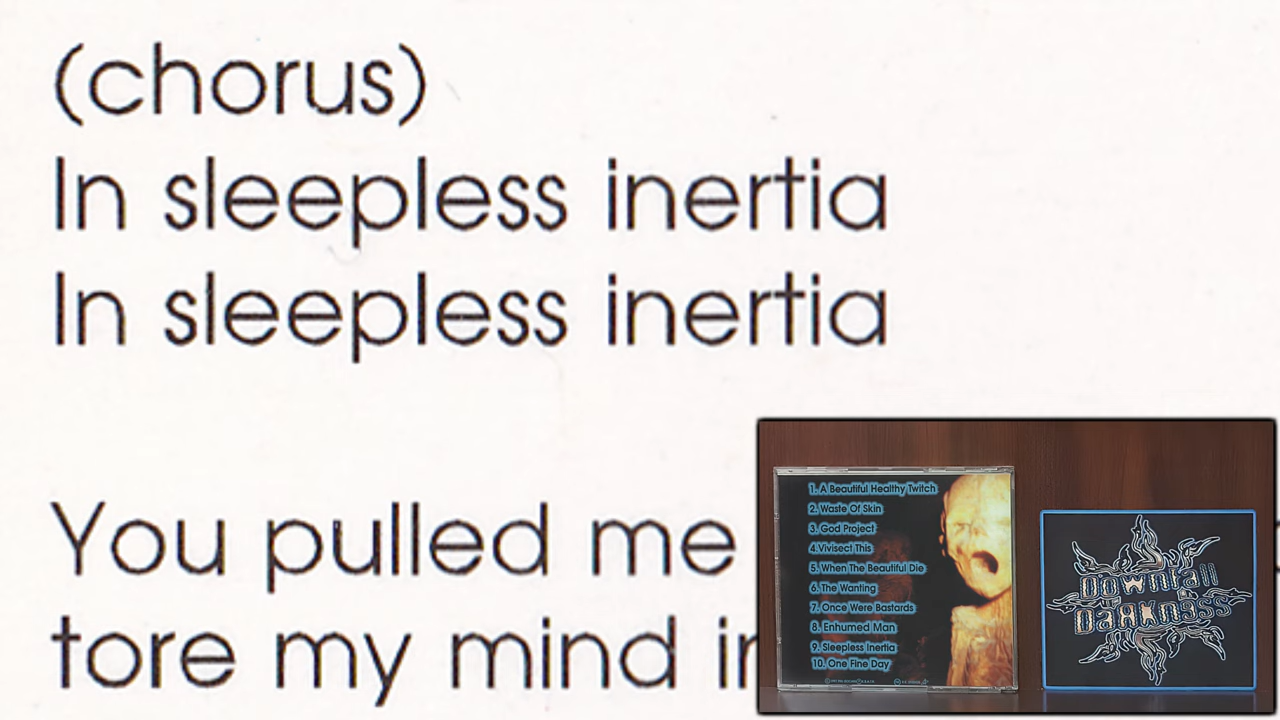 (chorus)
In sleepless inertia
In sleepless inertia
You pulled me
tore my mind in
1. A Beautiful Healthy Twitch
2. Waste Of Skin
3. God Project
4.Vivisect This
5. When The Beautiful Die
6. The Wanting
7. Once Were Bastards
8. Enhumed Man
9. Sleepless Inertia
10. One Fine Day
Downfall
Darkness